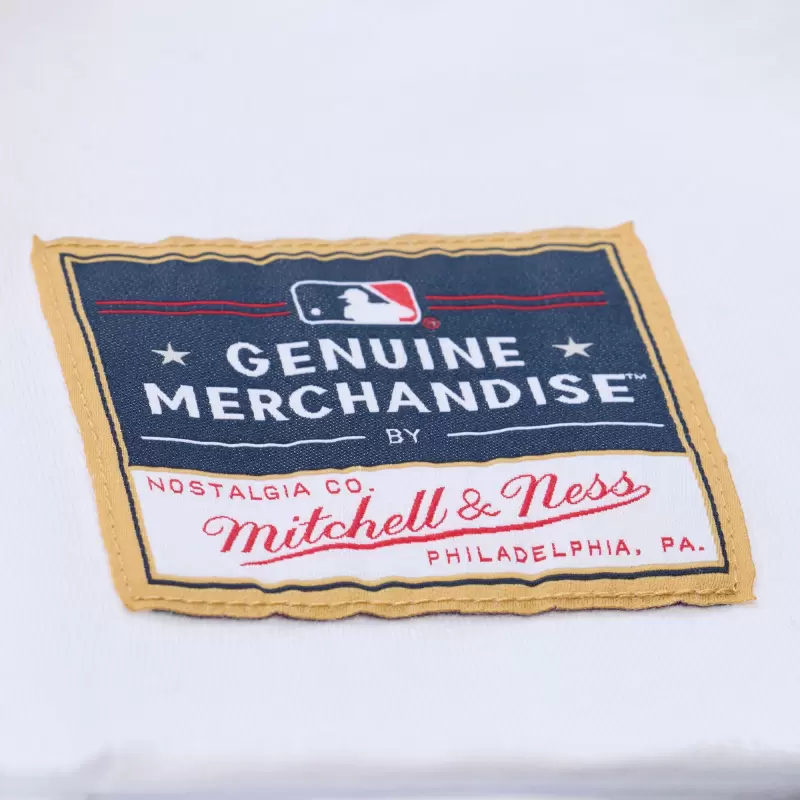 GENUINE
MERCHANDISE™
BY
NOSTALGIA CO.
Mitchell & Ness
PHILADELPHIA, PA.